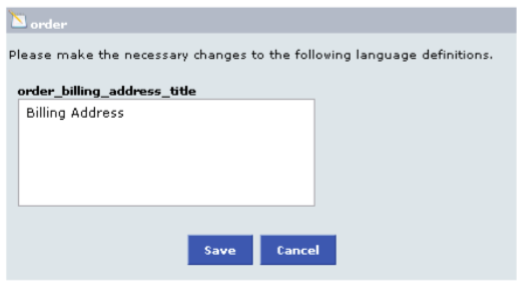 order
Please make the necessary changes to the following language definitions.
order_billing_address_title
Billing Address
Save Cancel